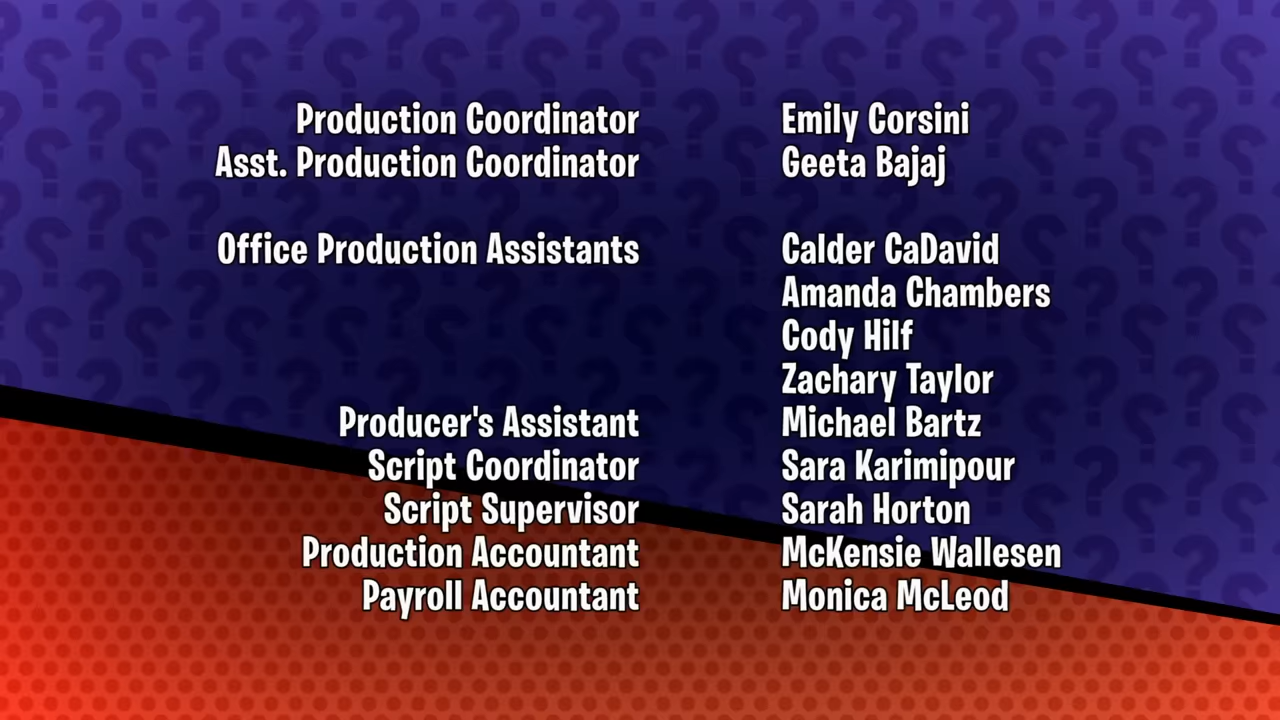 Production Coordinator Emily Corsini
Asst. Production Coordinator Geeta Bajaj
Office Production Assistants Calder CaDavid
Amanda Chambers
Cody Hilf
Zachary Taylor
Producer's Assistant Michael Bartz
Script Coordinator Sara Karimipour
Script Supervisor Sarah Horton
Production Accountant McKensie Wallesen
Payroll Accountant Monica McLeod